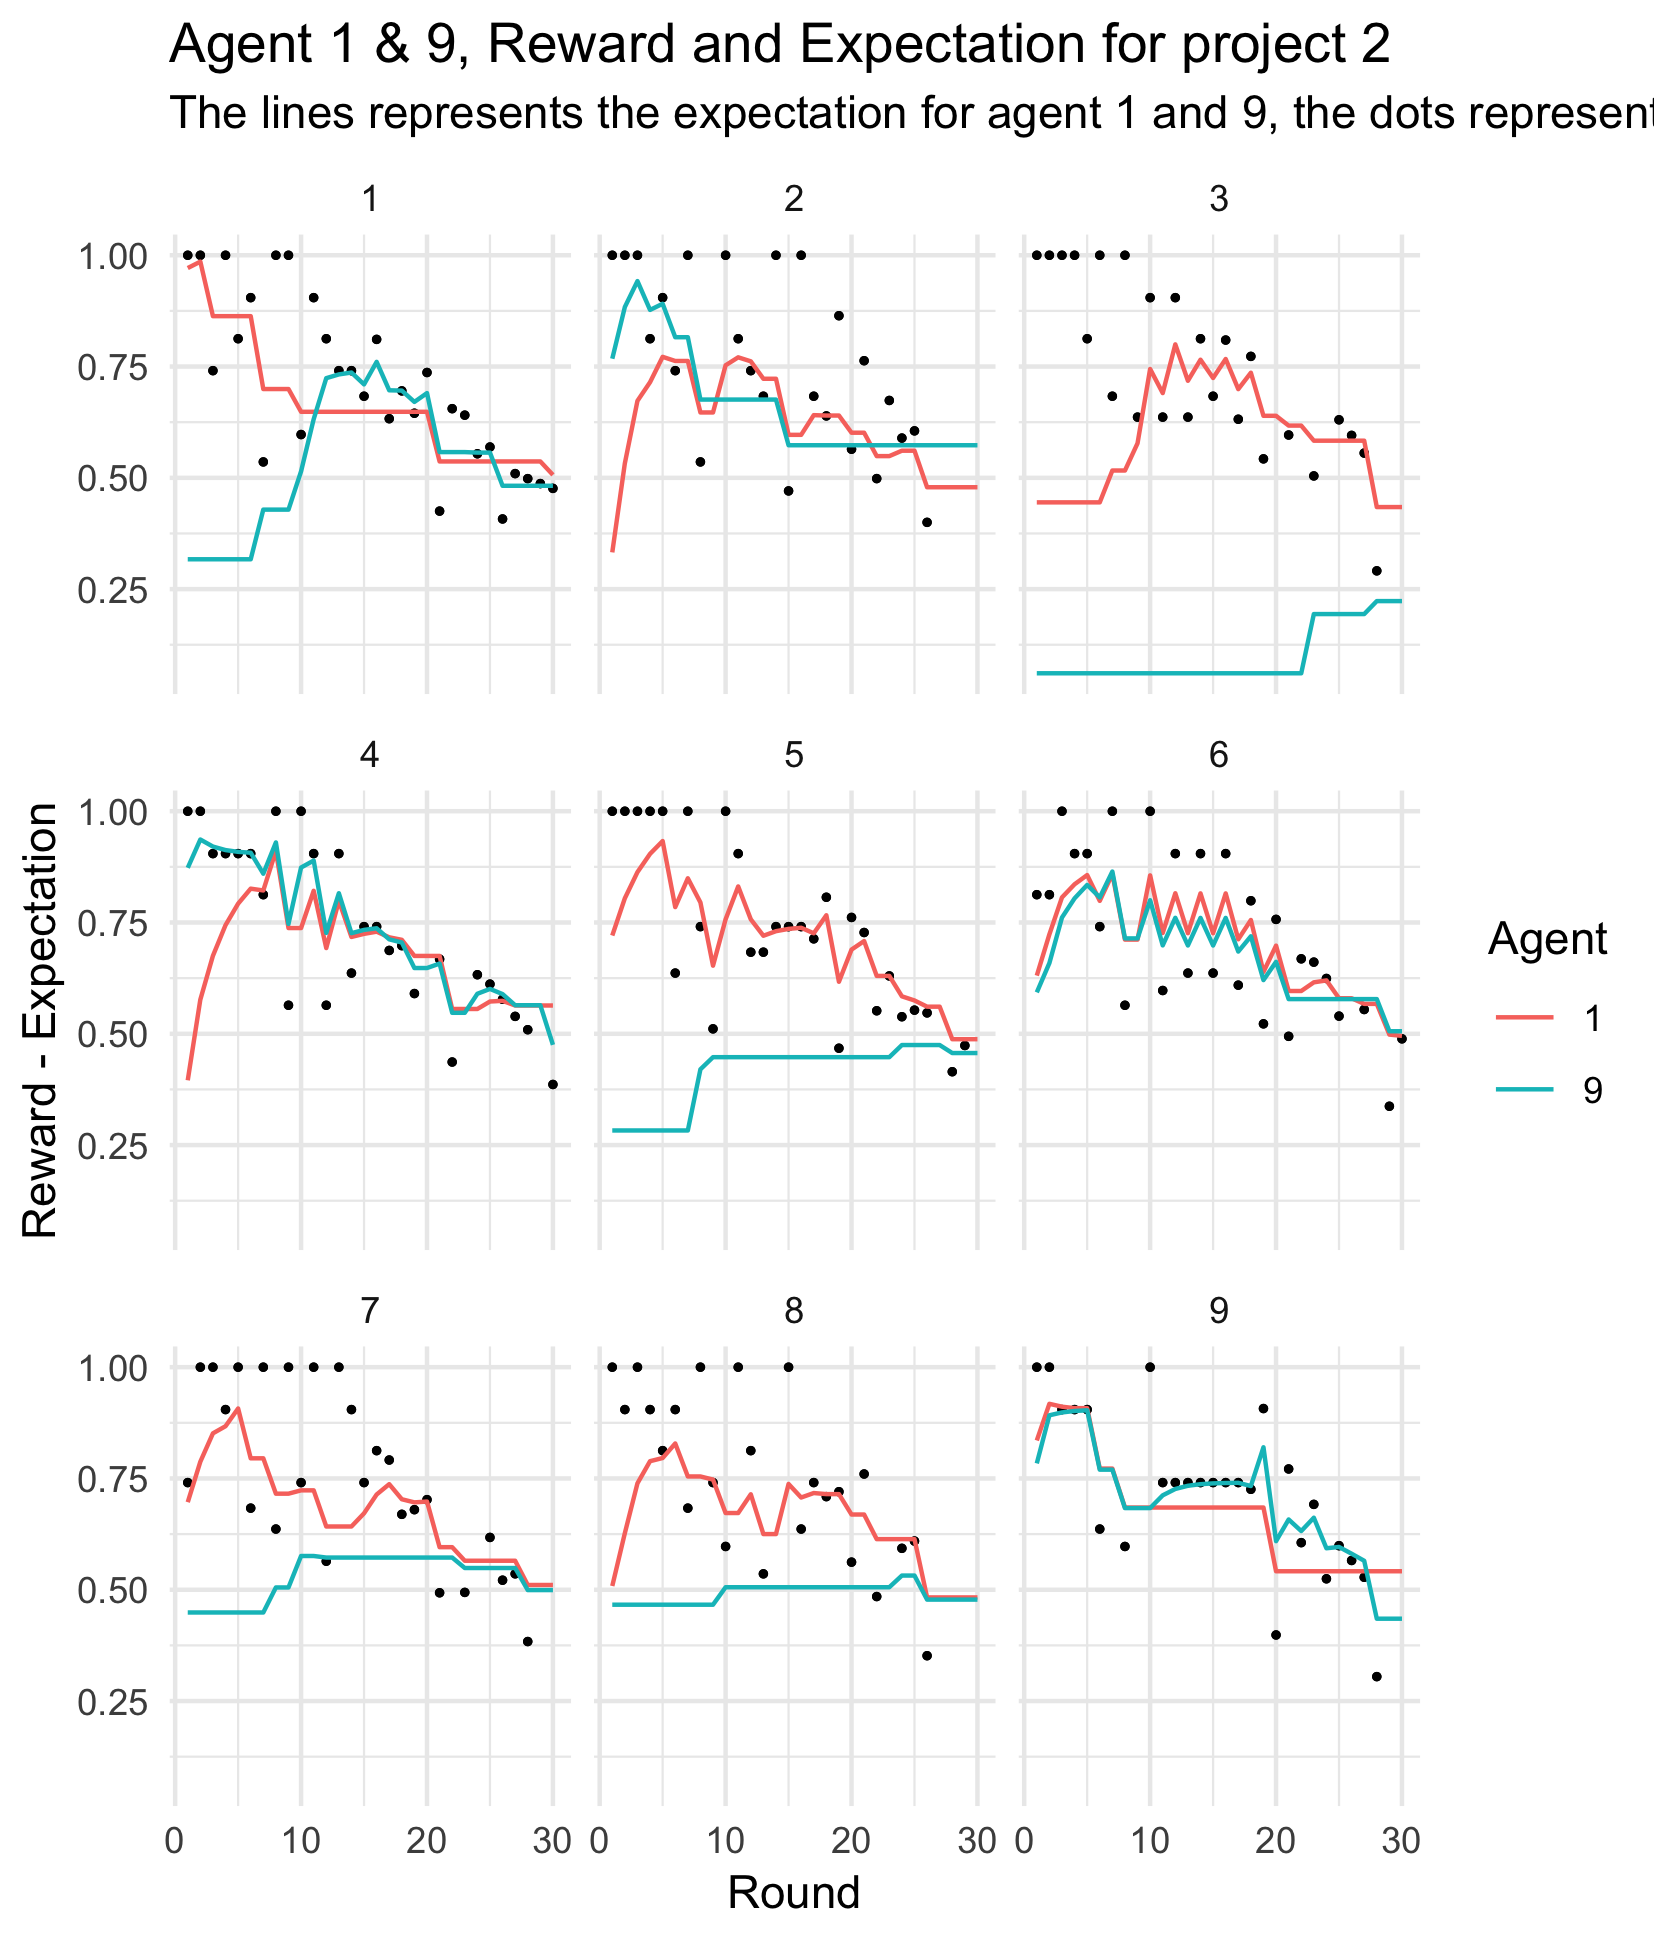 Agent 1 & 9, Reward and Expectation for project 2
The lines represents the expectation for agent 1 and 9, the dots represent
1 2 3
1.00
0.75
0.50
0.25
4 5 6
1.00
0.75
0.50
0.25
7 8 9
1.00
0.75
0.50
0.25
0 10 20 30 0 10 20 30 0 10 20 30
Round
Reward - Expectation
Agent
1
9